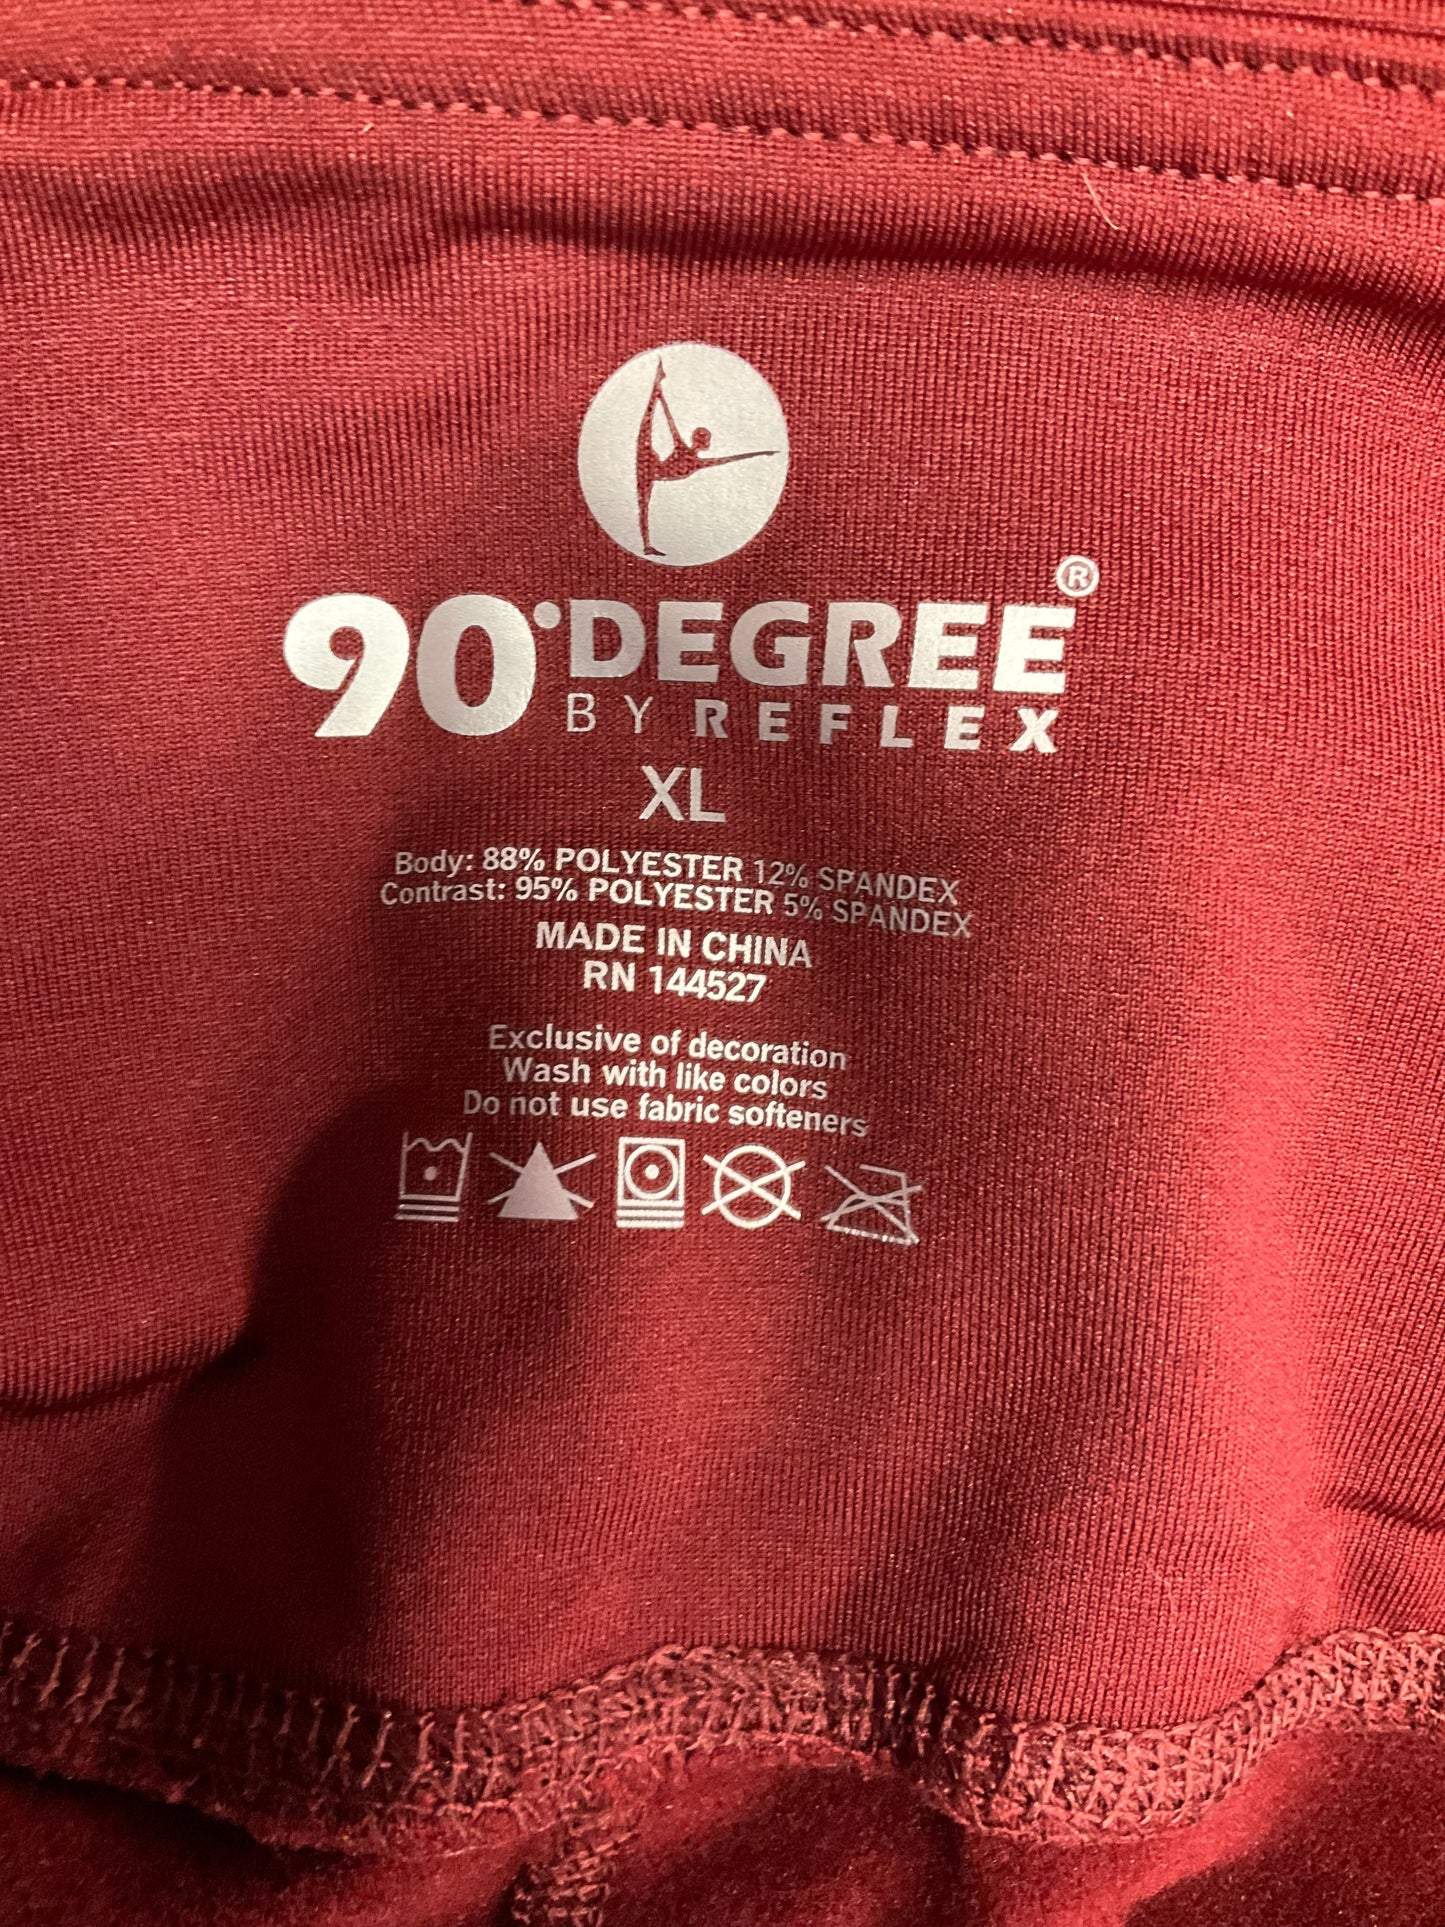 90°DEGREE®
BY REFLEX
XL
Body: 88% POLYESTER 12% SPANDEX
Contrast: 95% POLYESTER 5% SPANDEX
MADE IN CHINA
RN 144527
Exclusive of decoration
Wash with like colors
Do not use fabric softeners